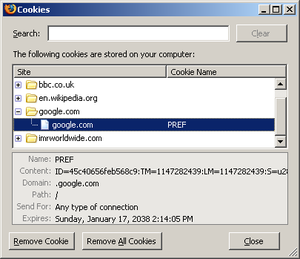 Cookies
Search: Clear
The following cookies are stored on your computer:
Site Cookie Name
bbc.co.uk
en.wikipedia.org
google.com
google.com PREF
imrworldwide.com
Name: PREF
Content: ID=45c40656feb568c9:TM=1147282439:LM=1147282439:S=u2
Domain: .google.com
Path: /
Send For: Any type of connection
Expires: Sunday, January 17, 2038 2:14:05 PM
Remove Cookie Remove All Cookies Close